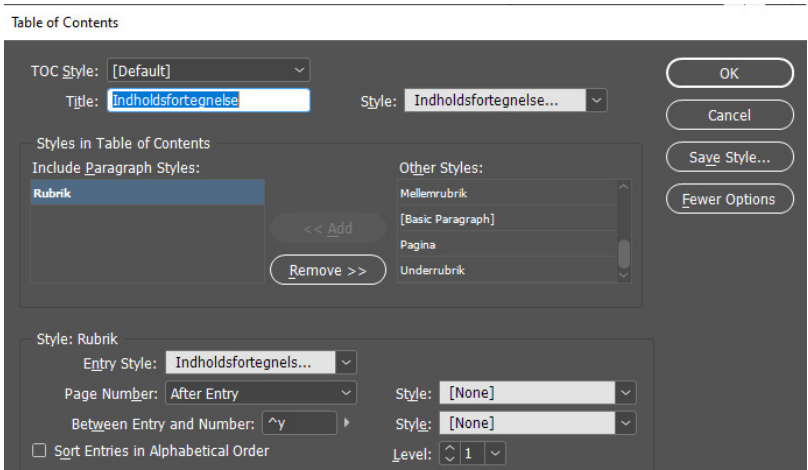 Table of Contents
TOC Style: [Default]
OK
Title: Indholdsfortegnelse Style: Indholdsfortegnelse...
Cancel
Styles in Table of Contents
Save Style...
Include Paragraph Styles: Other Styles:
Rubrik Mellemrubrik
Fewer Options
<< Add [Basic Paragraph]
Pagina
Remove >> Underrubrik
Style: Rubrik
Entry Style: Indholdsfortegnels...
Page Number: After Entry Style: [None]
Between Entry and Number: ^y Style: [None]
Sort Entries in Alphabetical Order Level: 1